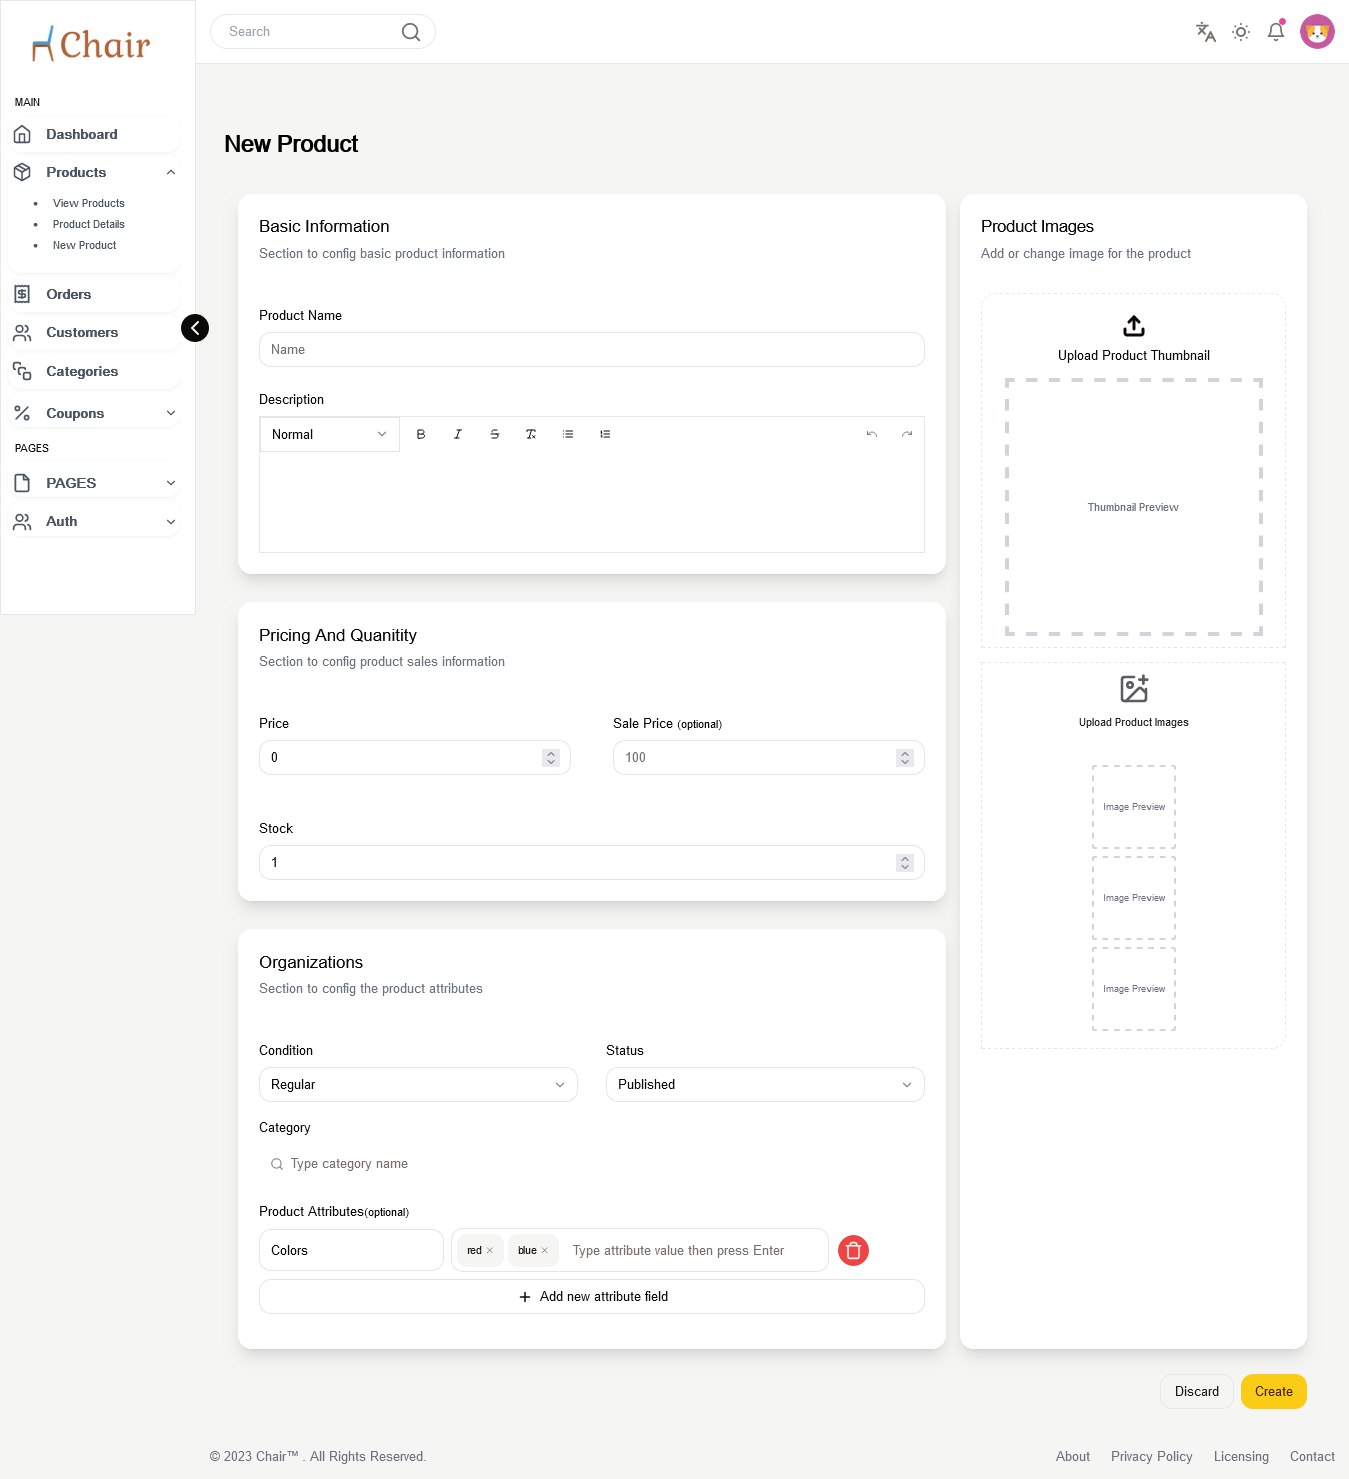 Chair
Search
MAIN
Dashboard
Products
• View Products
• Product Details
• New Product
Orders
Customers
Categories
Coupons
PAGES
PAGES
Auth
New Product
Basic Information
Section to config basic product information
Product Name
Name
Description
Normal
Pricing And Quanitity
Section to config product sales information
Price
Sale Price (optional)
0
100
Stock
1
Organizations
Section to config the product attributes
Condition
Status
Regular
Published
Category
Type category name
Product Attributes(optional)
Colors
red × blue × Type attribute value then press Enter
+ Add new attribute field
Product Images
Add or change image for the product
Upload Product Thumbnail
Thumbnail Preview
Upload Product Images
Image Preview
Image Preview
Image Preview
Discard
Create
© 2023 Chair™ . All Rights Reserved.
About Privacy Policy Licensing Contact